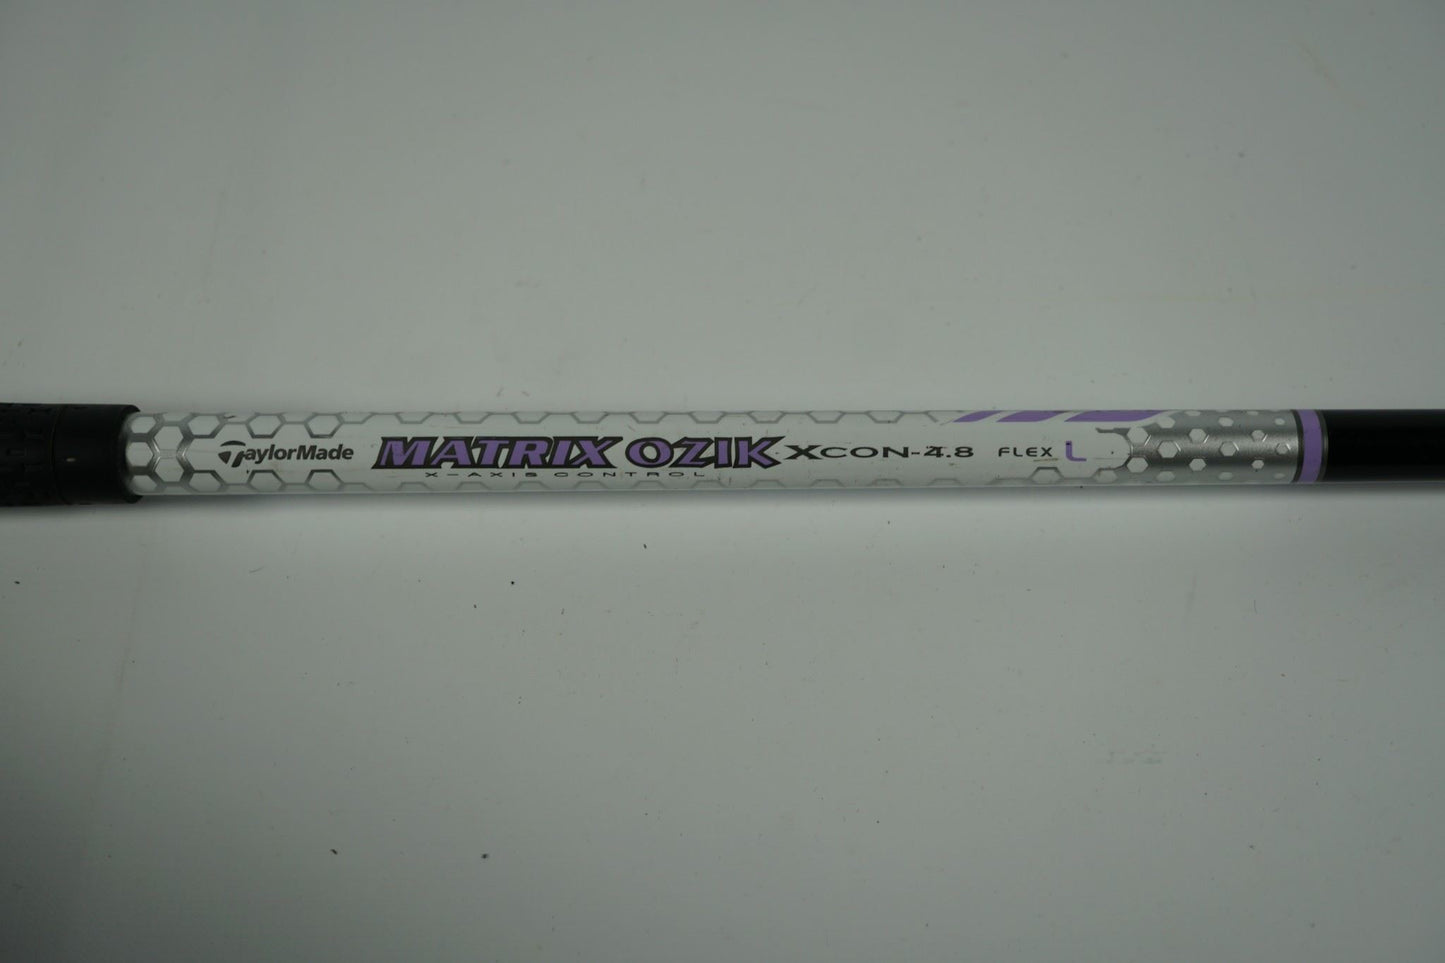 TaylorMade MATRIX OZIK XCON-4.8 FLEX L
X-AXIS CONTROL